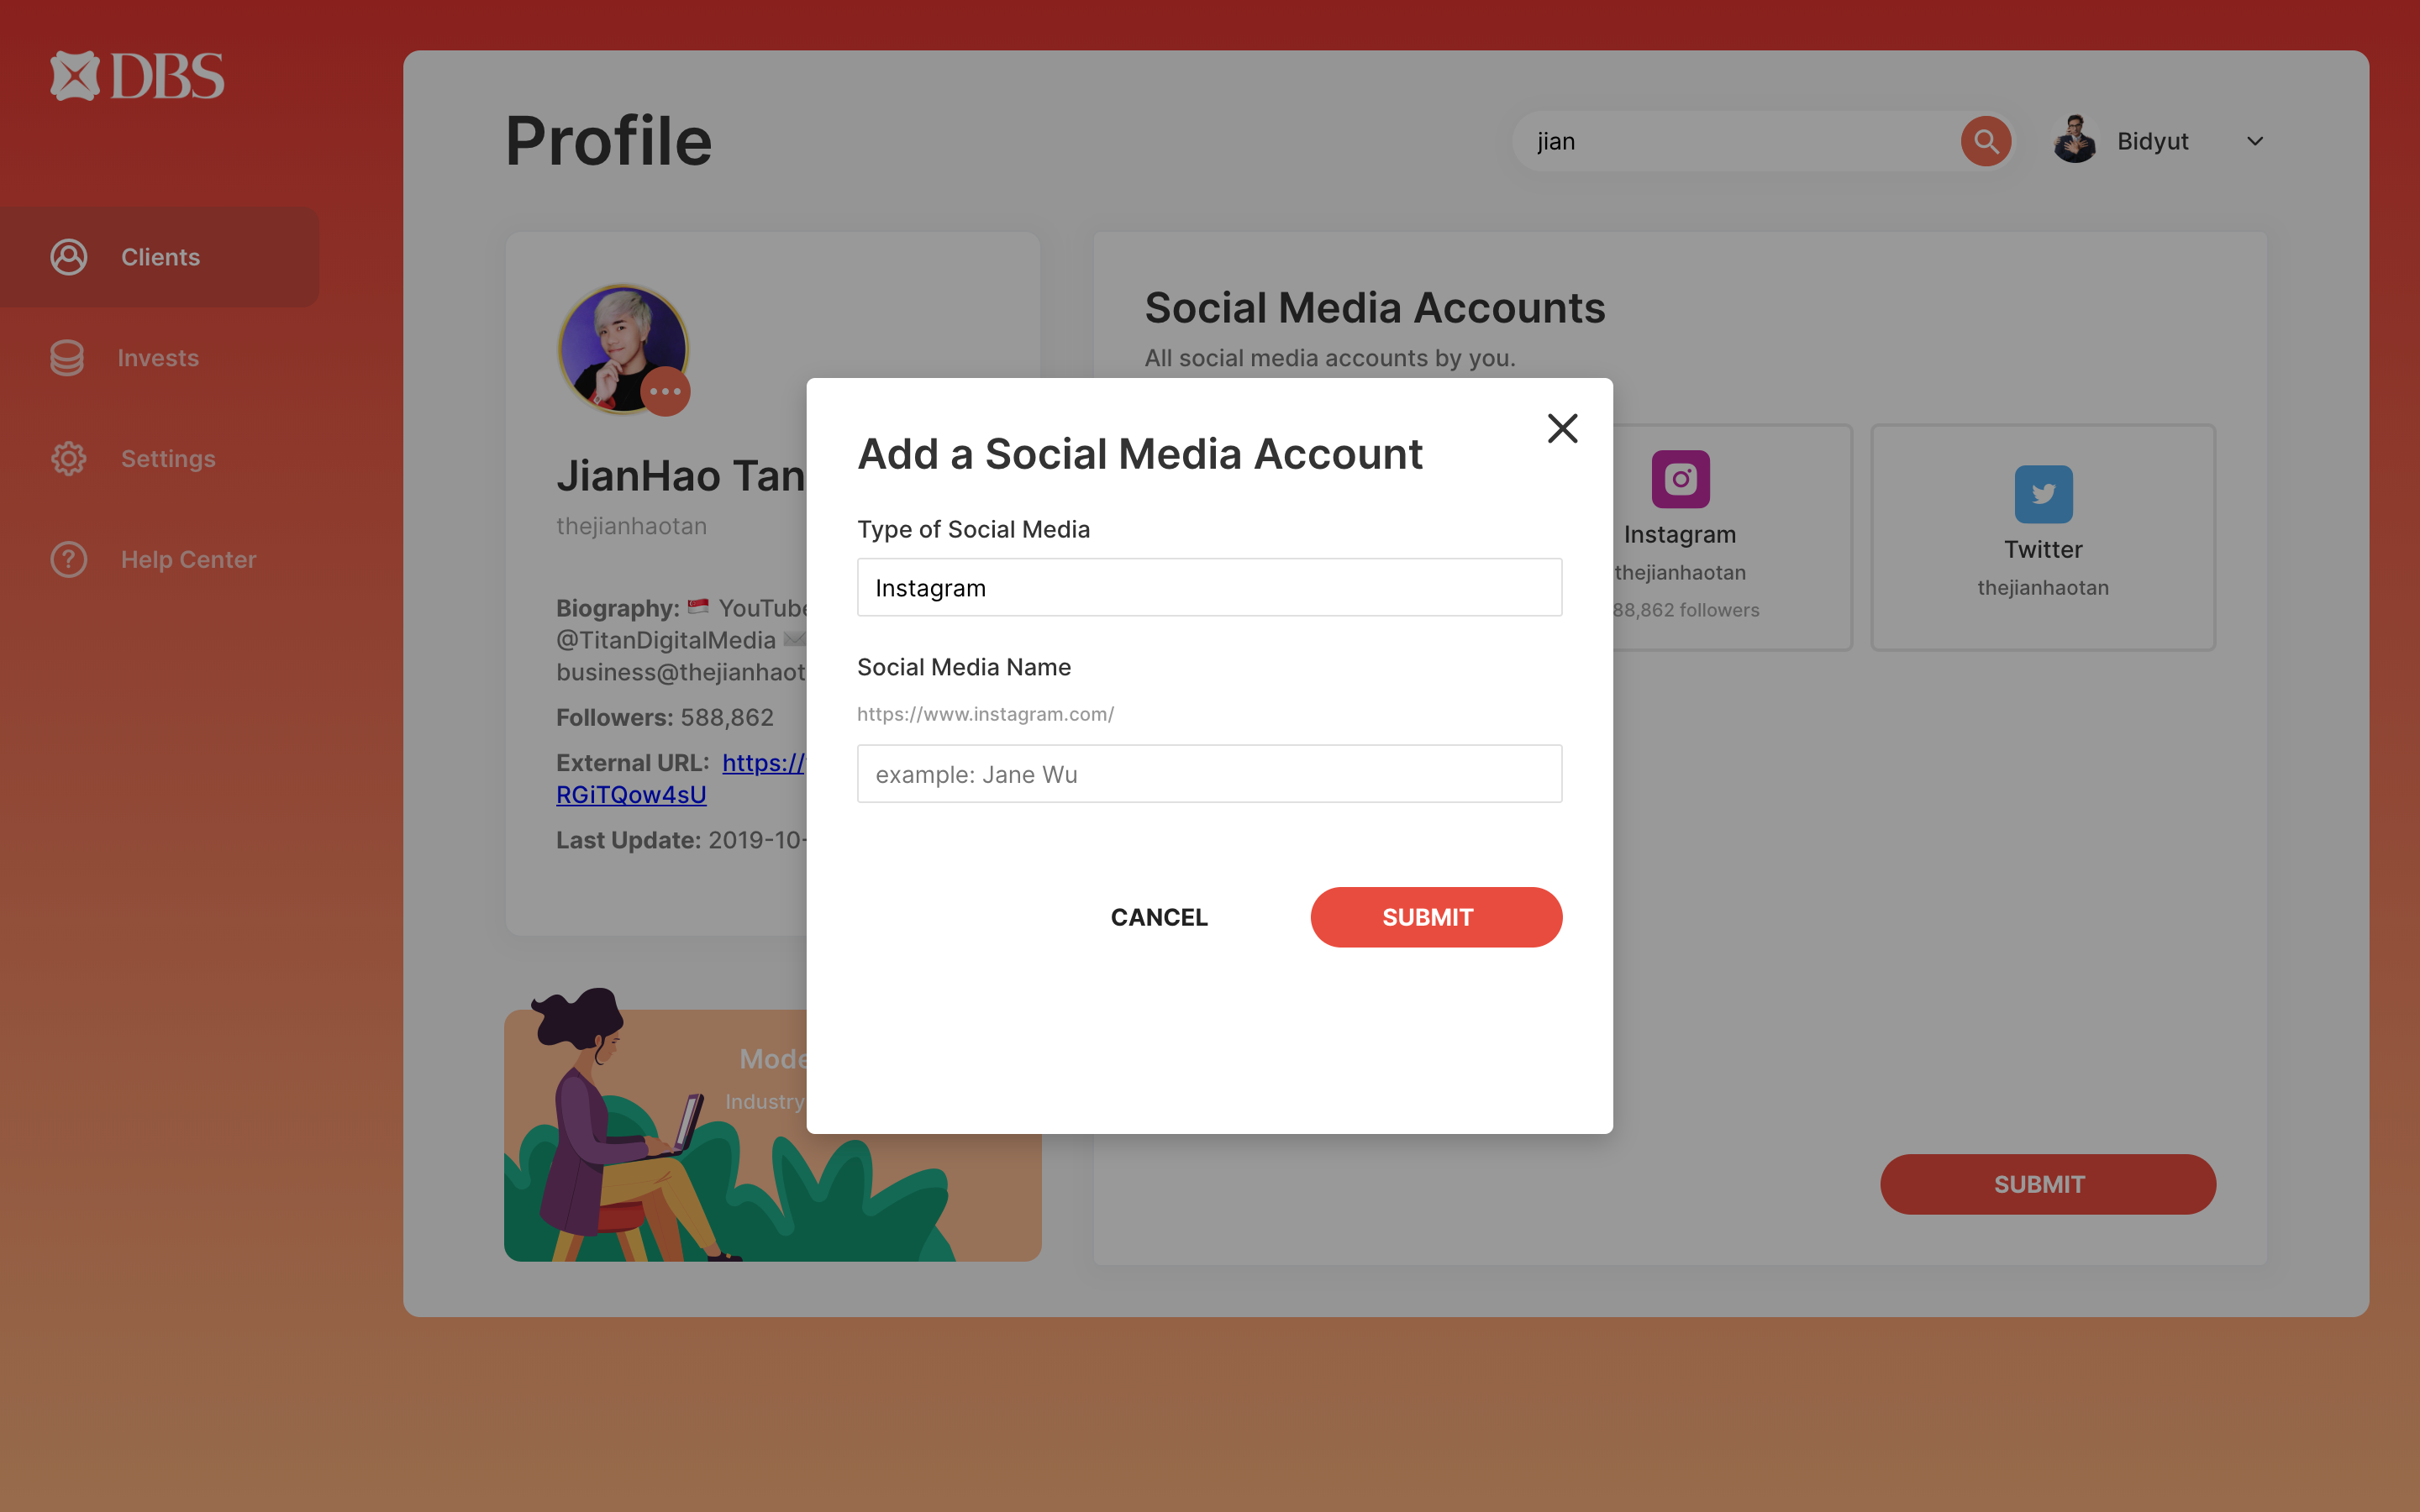 DBS
Clients
Invests
Settings
Help Center
Profile
jian
Bidyut
JianHao Tan
thejianhaotan
Biography: 🇸🇬 YouTube
@TitanDigitalMedia ✉️
business@thejianhaot
Followers: 588,862
External URL: https://
RGiTQow4sU
Last Update: 2019-10-
Mode
Industry
Social Media Accounts
All social media accounts by you.
Instagram
thejianhaotan
88,862 followers
Twitter
thejianhaotan
SUBMIT
Add a Social Media Account
Type of Social Media
Instagram
Social Media Name
https://www.instagram.com/
example: Jane Wu
CANCEL
SUBMIT